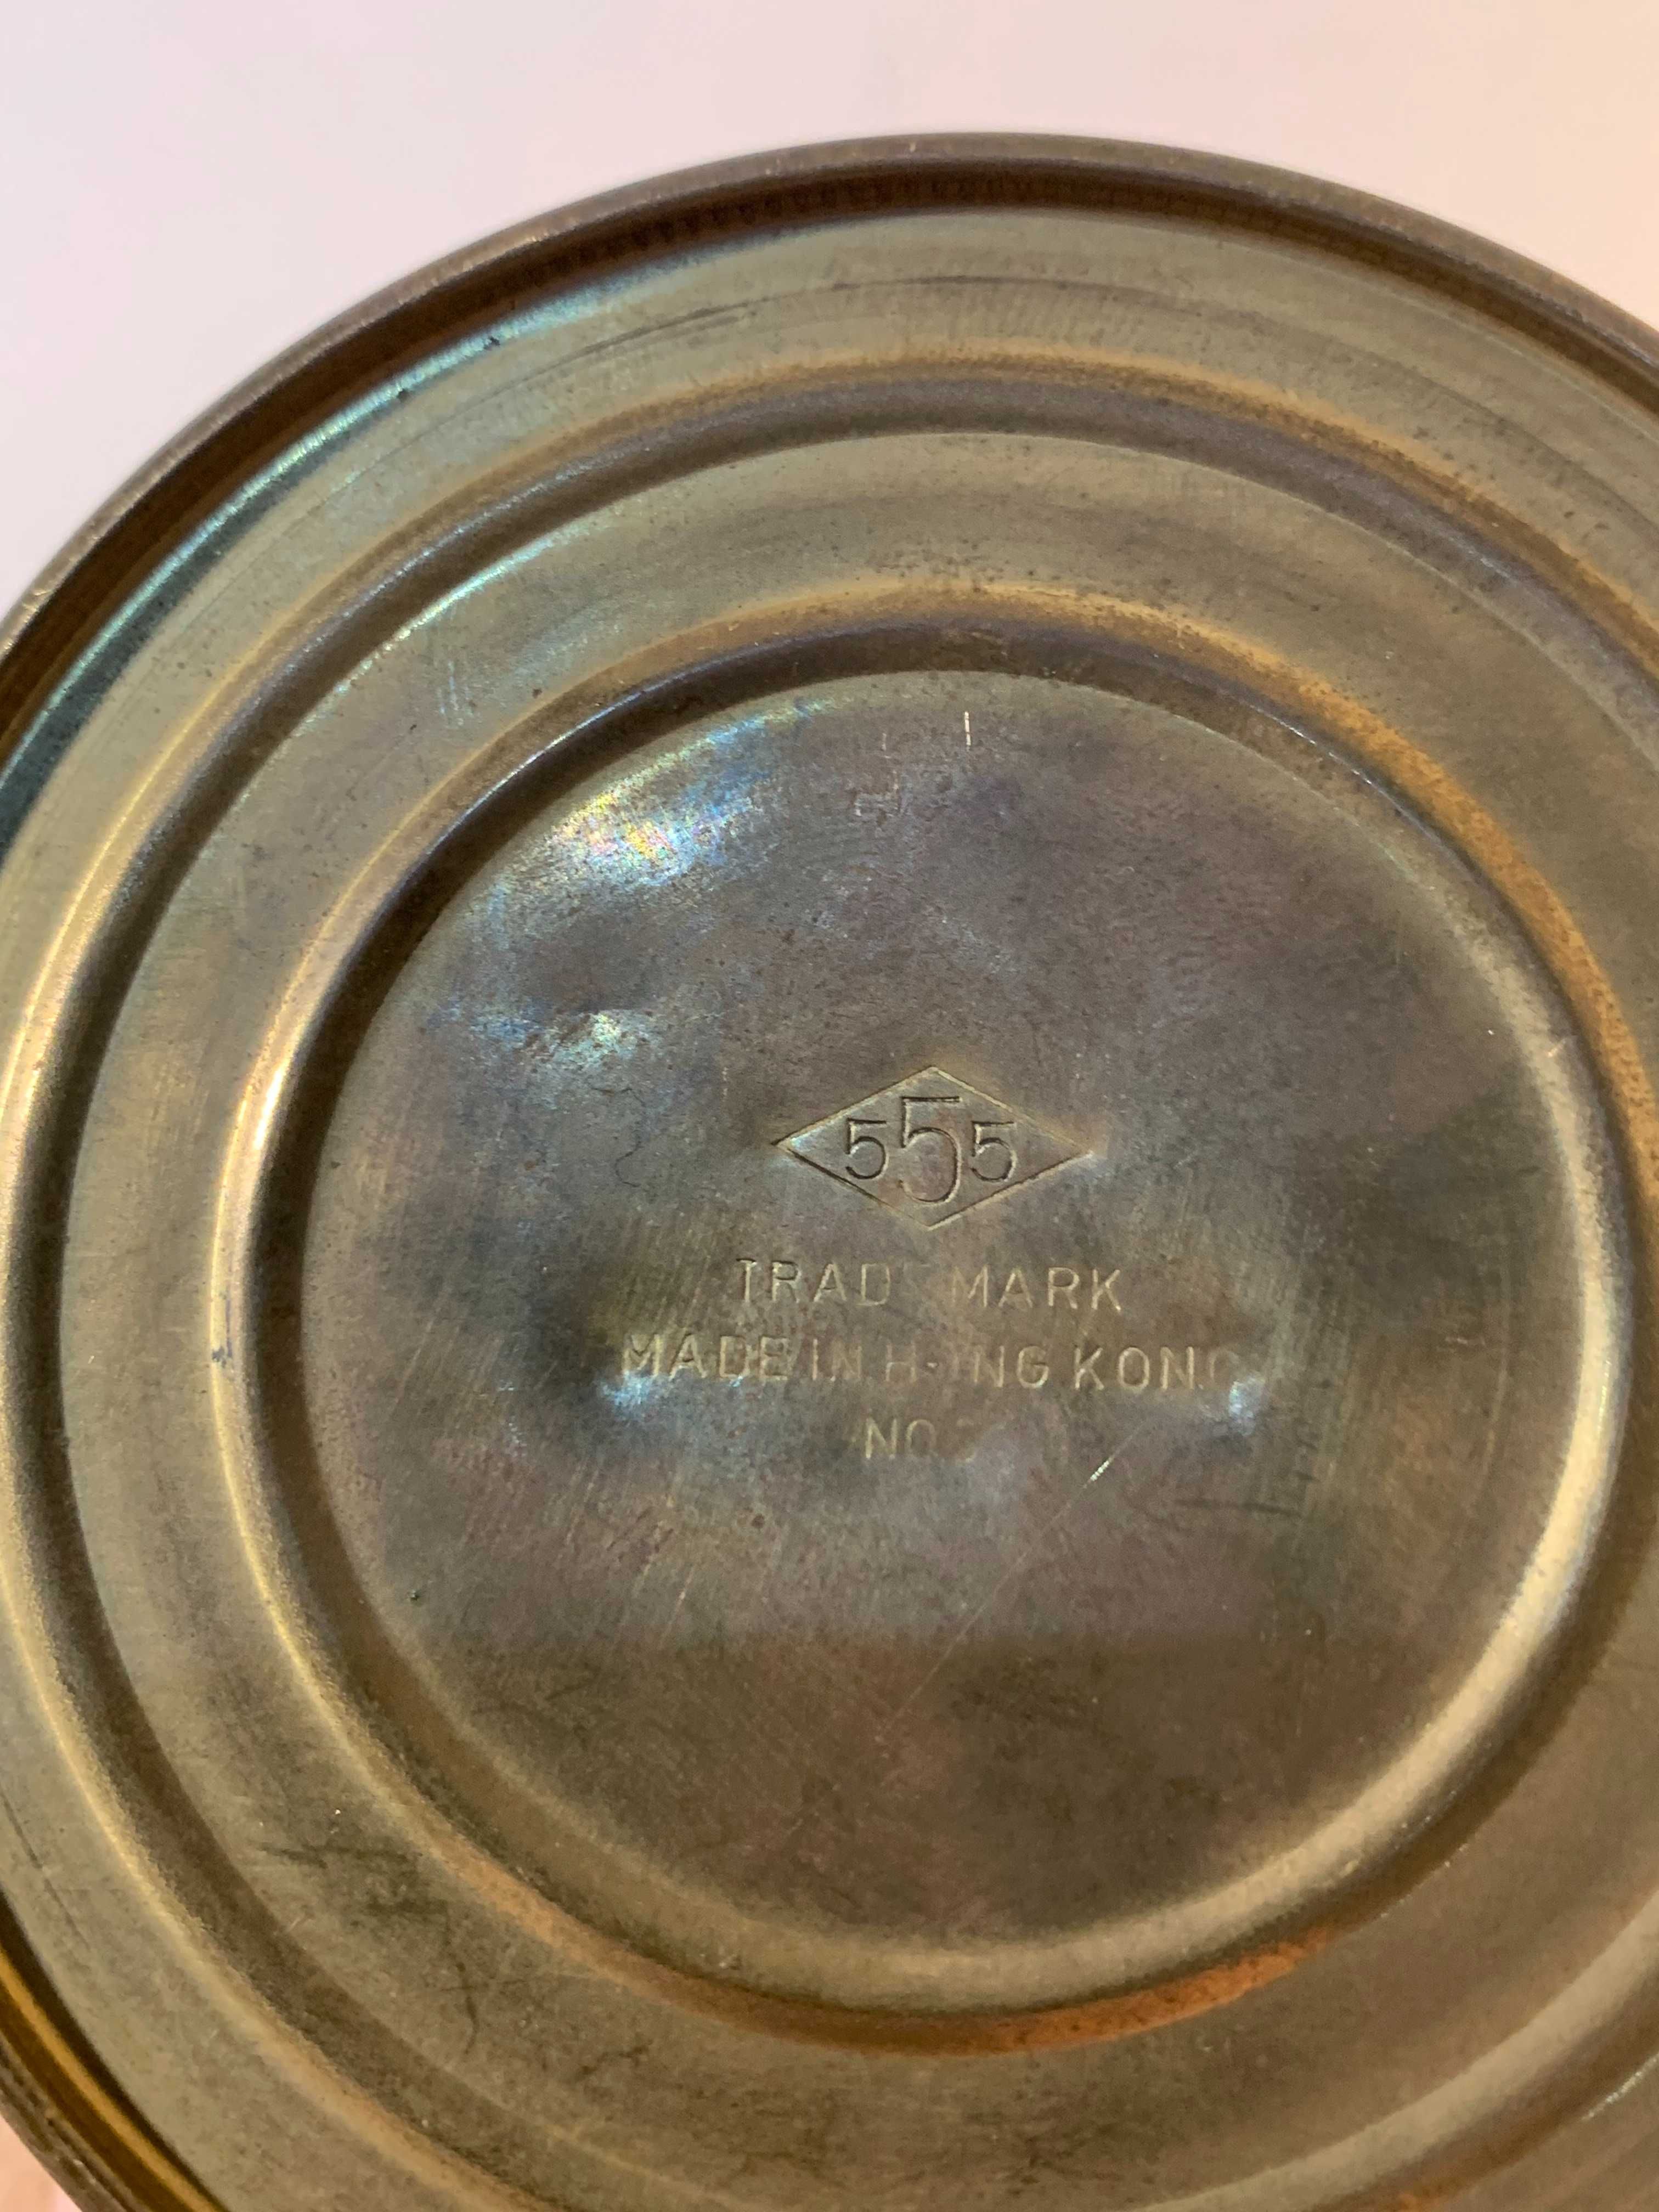 555
TRADE MARK
MADE IN HONG KONG
NO